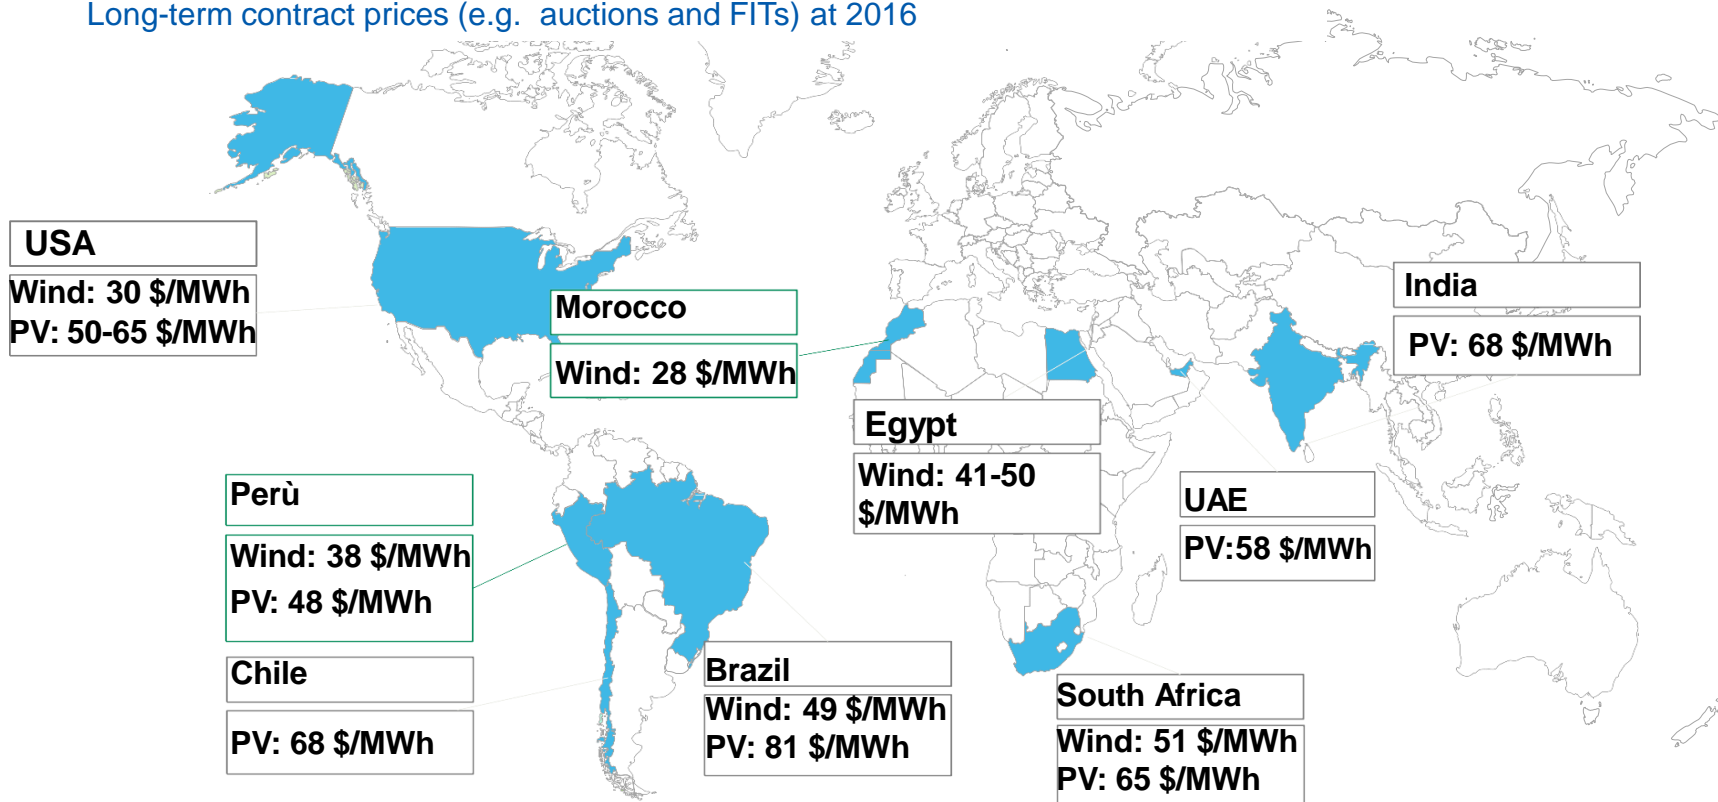 Long-term contract prices (e.g. auctions and FITs) at 2016
USA
Wind: 30 $/MWh
PV: 50-65 $/MWh
Morocco
Wind: 28 $/MWh
India
PV: 68 $/MWh
Egypt
Wind: 41-50
$/MWh
UAE
PV:58 $/MWh
Perù
Wind: 38 $/MWh
PV: 48 $/MWh
Chile
PV: 68 $/MWh
Brazil
Wind: 49 $/MWh
PV: 81 $/MWh
South Africa
Wind: 51 $/MWh
PV: 65 $/MWh